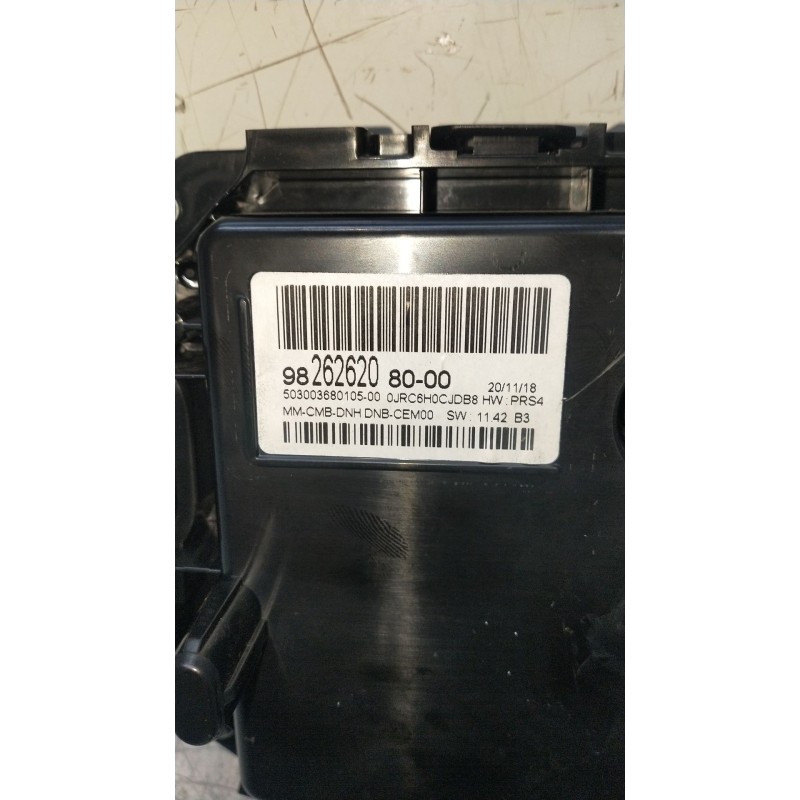 98 262620 80-00 20/11/18
503003680105-00 0JRC6H0CJDB8 HW : PRS4
MM-CMB-DNH DNB-CEM00 SW : 11.42 B3